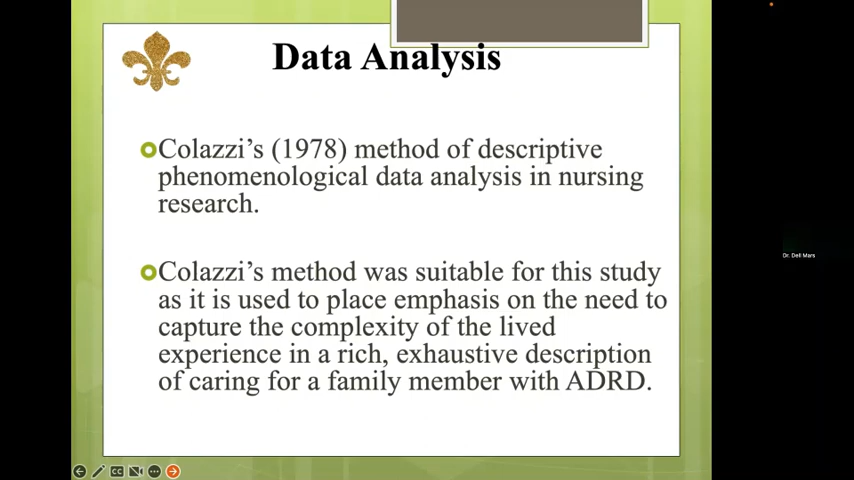 Data Analysis
Colazzi's (1978) method of descriptive
phenomenological data analysis in nursing
research.
Colazzi's method was suitable for this study
as it is used to place emphasis on the need to
capture the complexity of the lived
experience in a rich, exhaustive description
of caring for a family member with ADRD.
Dr. Dell Mars
CC